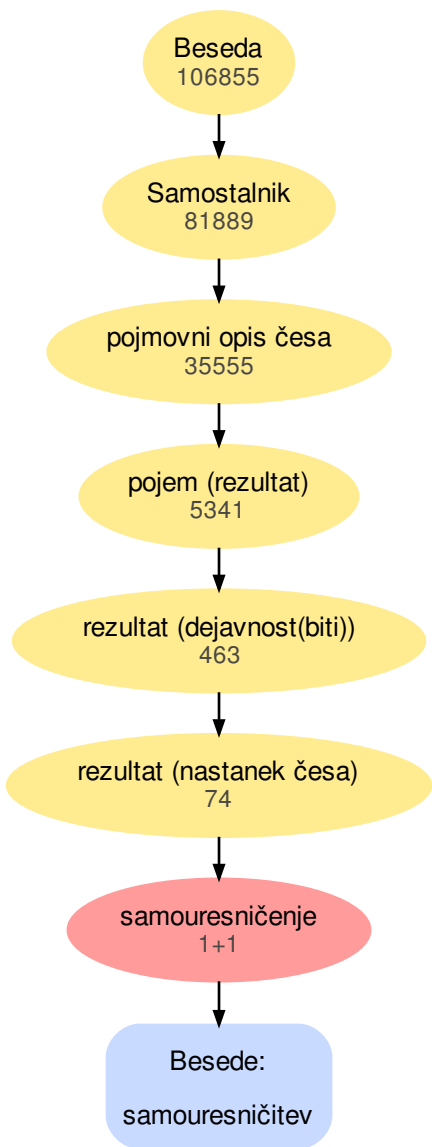 Beseda
106855
Samostalnik
81889
pojmovni opis česa
35555
pojem (rezultat)
5341
rezultat (dejavnost(biti))
463
rezultat (nastanek česa)
74
samouresničenje
1+1
Besede:
samouresničitev